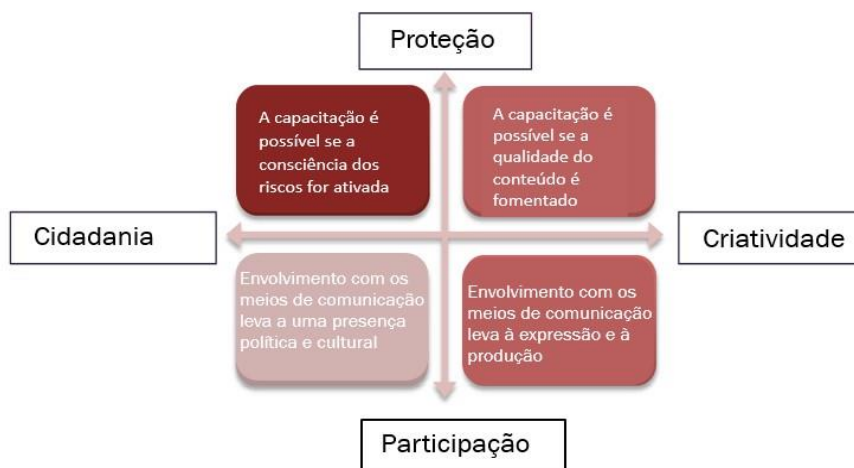 Proteção
A capacitação é
possível se a
consciência dos
riscos for ativada
A capacitação é
possível se a
qualidade do
conteúdo é
fomentado
Cidadania
Criatividade
Envolvimento com os
meios de comunicação
leva a uma presença
política e cultural
Envolvimento com os
meios de comunicação
leva à expressão e à
produção
Participação